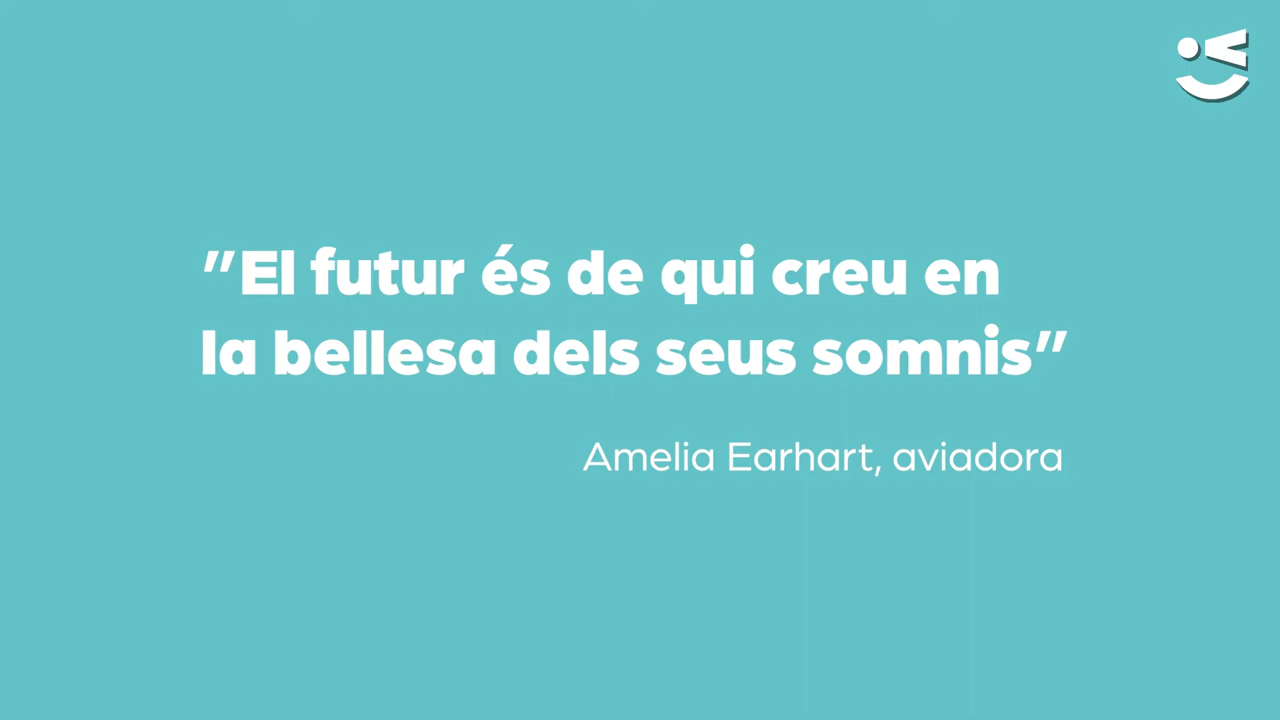 "El futur és de qui creu en
la bellesa dels seus somnis"
Amelia Earhart, aviadora